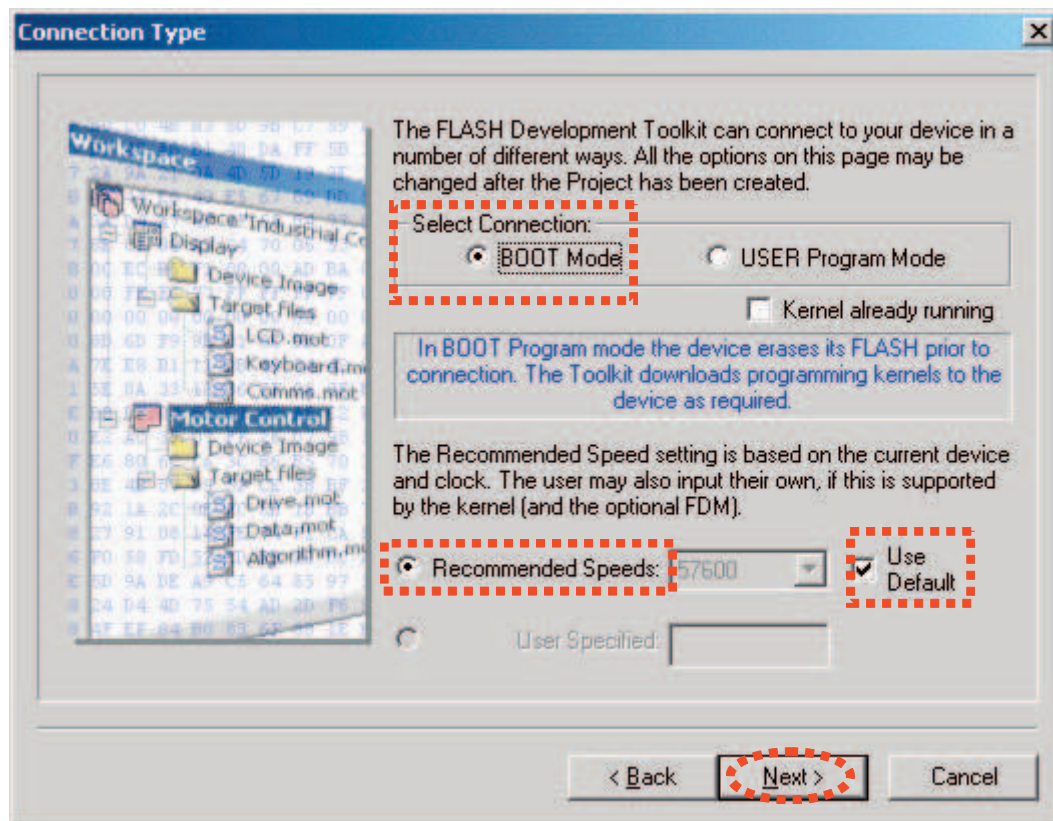 Connection Type
The FLASH Development Toolkit can connect to your device in a
number of different ways. All the options on this page may be
changed after the Project has been created.
Select Connection:
BOOT Mode
USER Program Mode
Kernel already running
In BOOT Program mode the device erases its FLASH prior to
connection. The Toolkit downloads programming kernels to the
device as required.
The Recommended Speed setting is based on the current device
and clock. The user may also input their own, if this is supported
by the kernel (and the optional FDM).
Recommended Speeds:
57600
Use
Default
User Specified:
< Back
Next >
Cancel
Workspace
Workspace 'Industrial Co
Display
Device Image
Target Files
LCD.mot
Keyboard.m
Comms.mot
Motor Control
Device Image
Target Files
Drive.mot
Data.mot
Algorithm.m